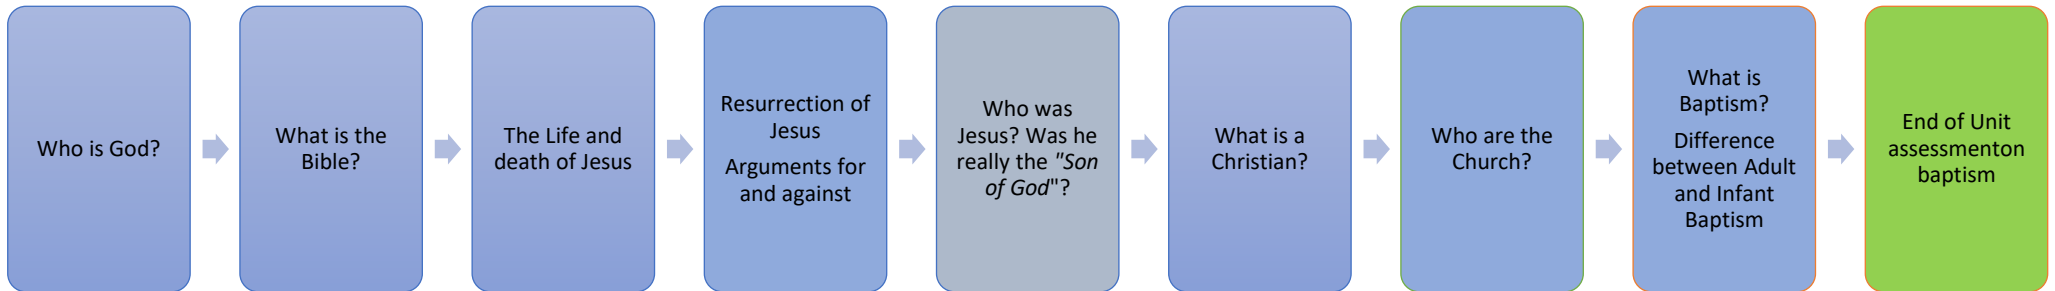 Who is God?
What is the
Bible?
The Life and
death of Jesus
Resurrection of
Jesus
Arguments for
and against
Who was
Jesus? Was he
really the "Son
of God"?
What is a
Christian?
Who are the
Church?
What is
Baptism?
Difference
between Adult
and Infant
Baptism
End of Unit
assessmenton
baptism